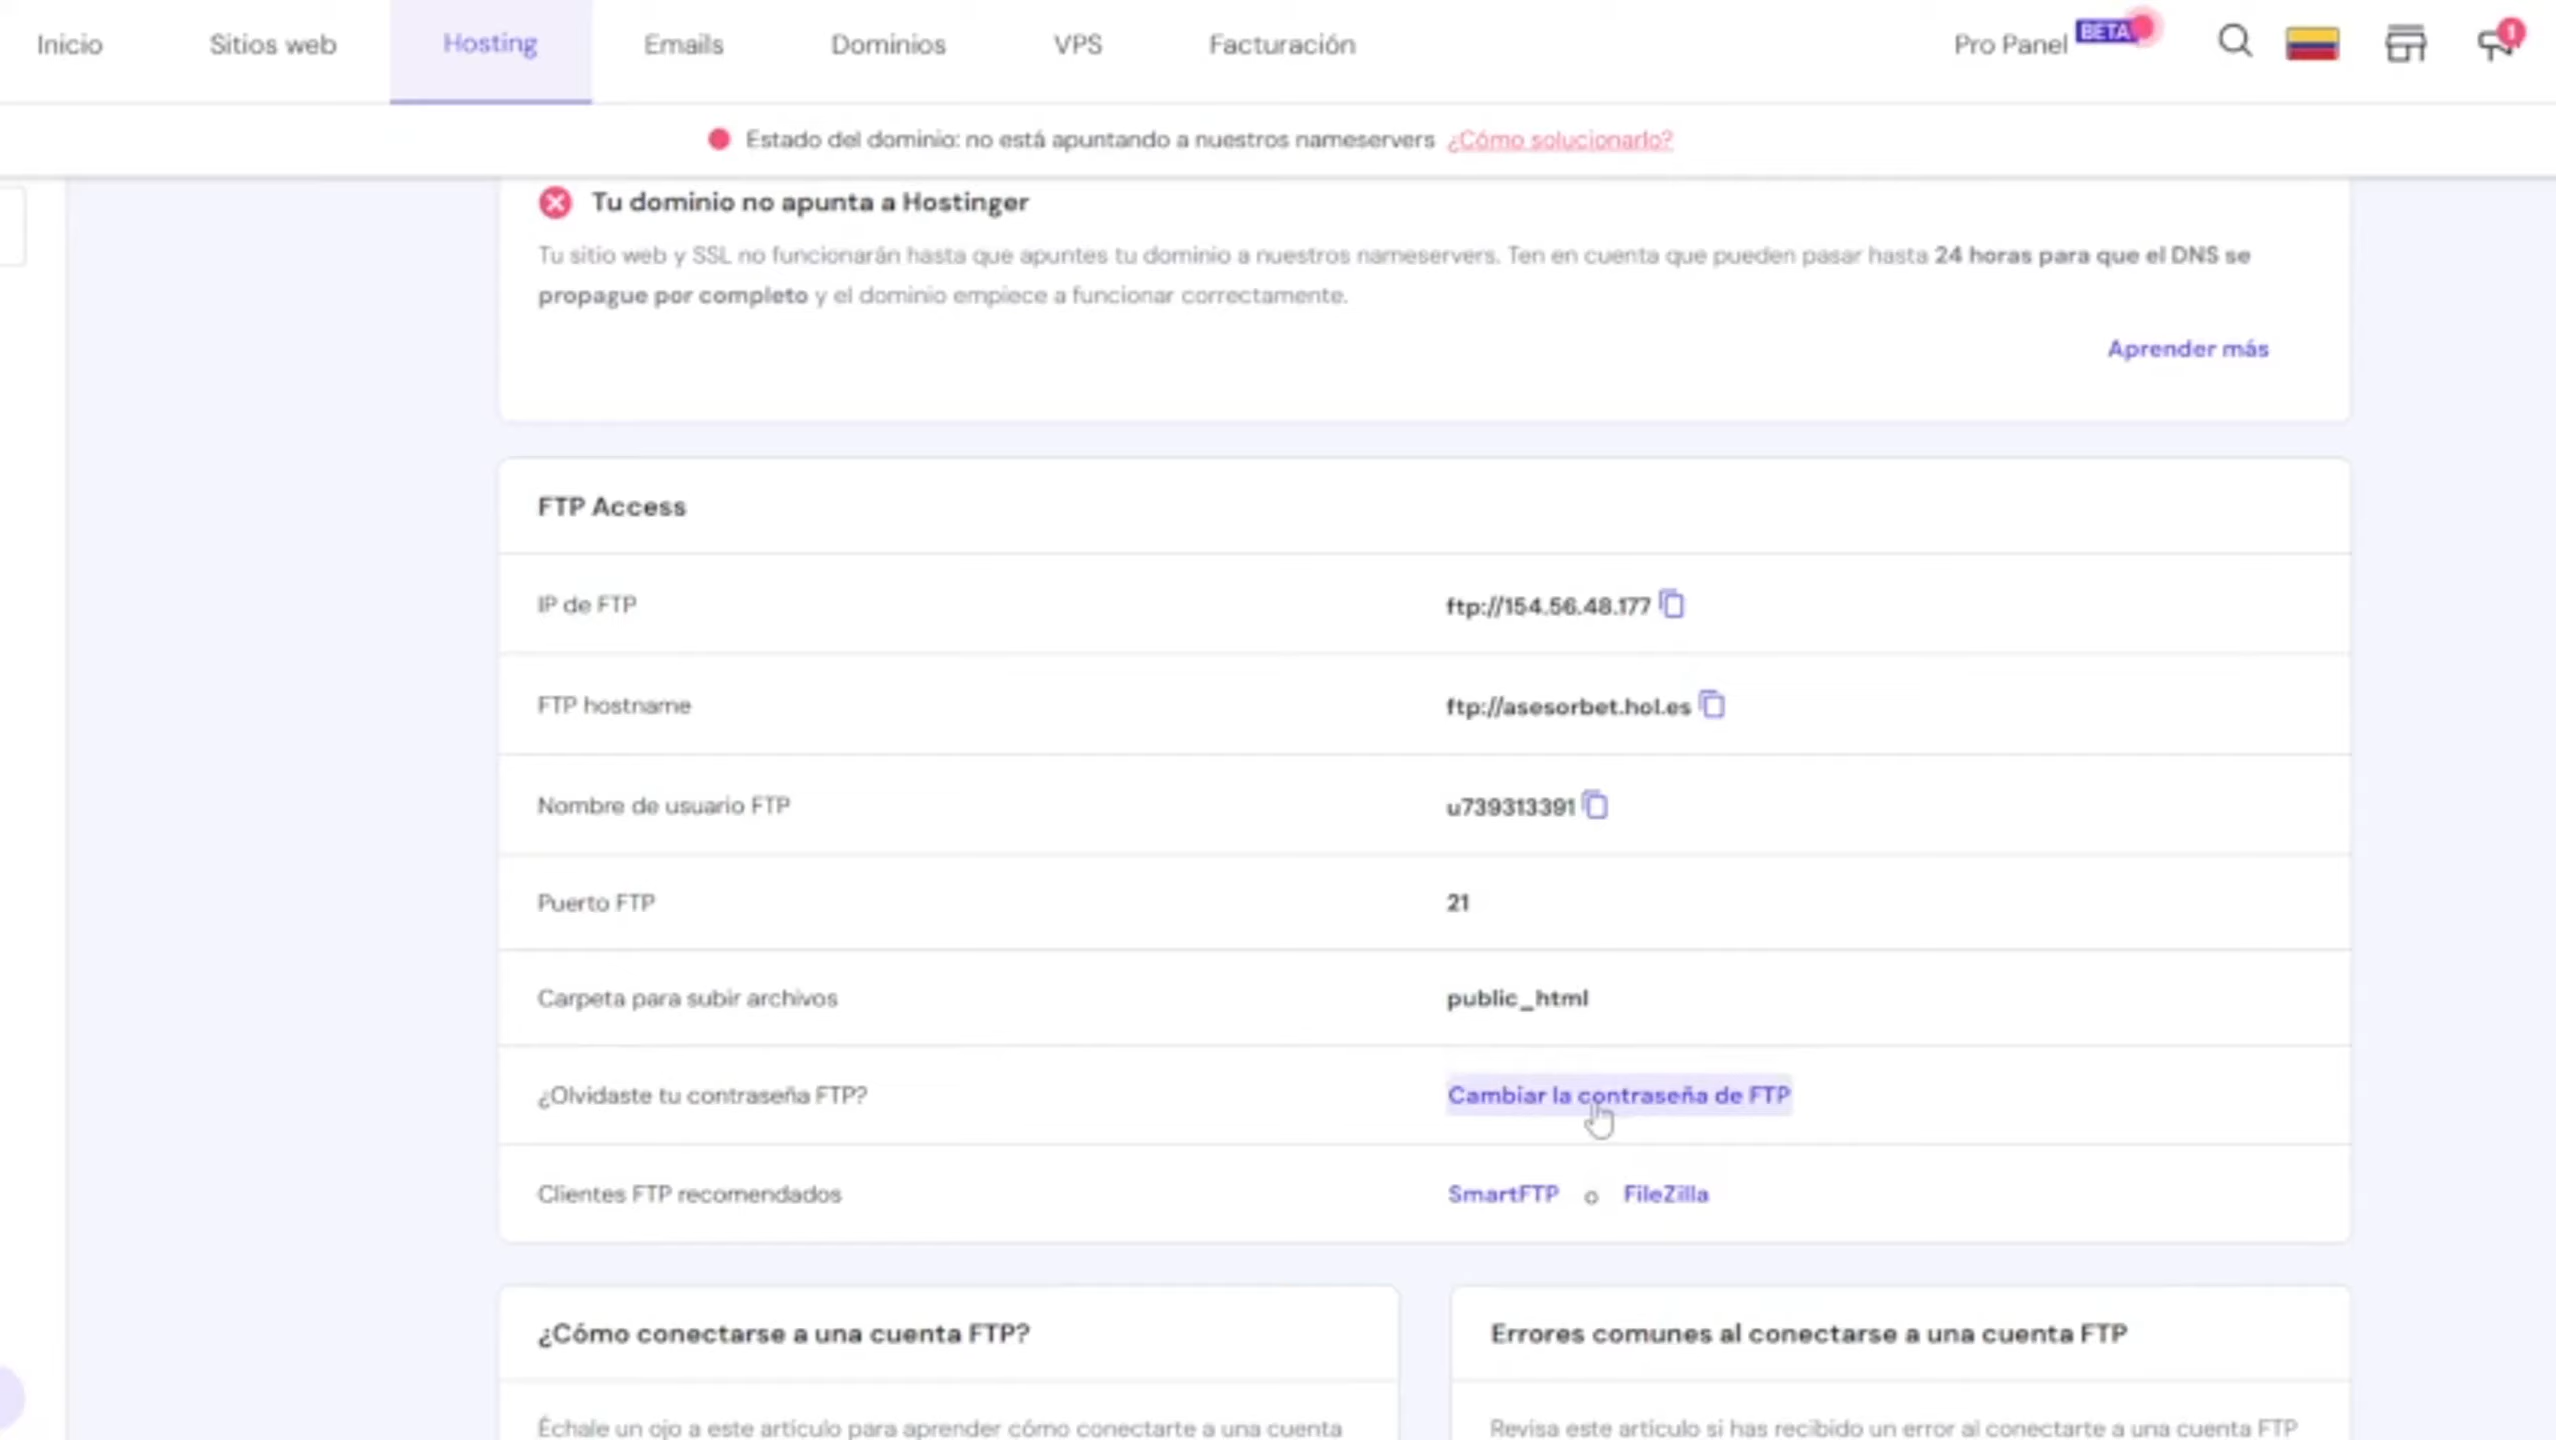 Inicio
Sitios web
Hosting
Emails
Dominios
VPS
Facturación
Pro Panel
BETA
1
Estado del dominio: no está apuntando a nuestros nameservers ¿Cómo solucionarlo?
Tu dominio no apunta a Hostinger
Tu sitio web y SSL no funcionarán hasta que apuntes tu dominio a nuestros nameservers. Ten en cuenta que pueden pasar hasta 24 horas para que el DNS se
propague por completo y el dominio empiece a funcionar correctamente.
Aprender más
FTP Access
IP de FTP
ftp://154.56.48.177
FTP hostname
ftp://asesorbet.hol.es
Nombre de usuario FTP
u739313391
Puerto FTP
21
Carpeta para subir archivos
public_html
¿Olvidaste tu contraseña FTP?
Cambiar la contraseña de FTP
Clientes FTP recomendados
SmartFTP o FileZilla
¿Cómo conectarse a una cuenta FTP?
Errores comunes al conectarse a una cuenta FTP
Échale un ojo a este artículo para aprender cómo conectarte a una cuenta
Revisa este artículo si has recibido un error al conectarte a una cuenta FTP